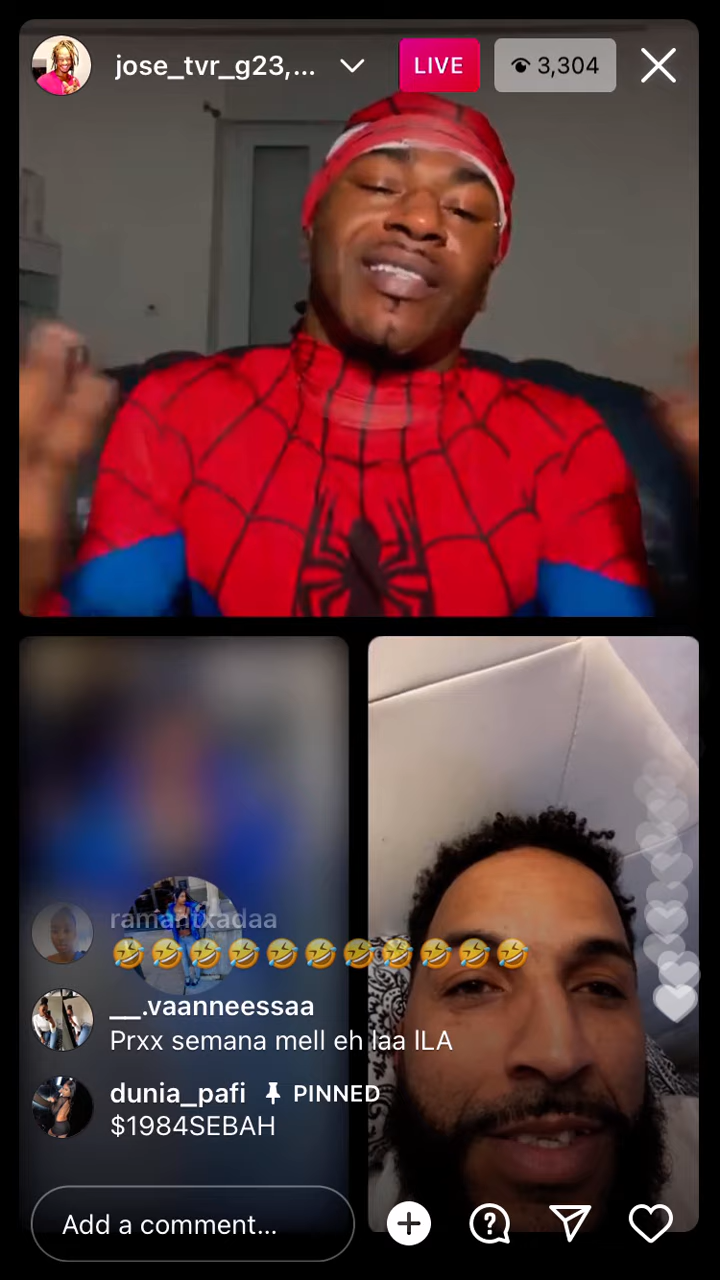 jose_tvr_g23,...
LIVE
3,304
ramantxadaa
🤣🤣🤣🤣🤣🤣🤣🤣🤣🤣🤣
__.vaanneessaa
Prxx semana mell eh laa ILA
dunia_pafi PINNED
$1984SEBAH
Add a comment...